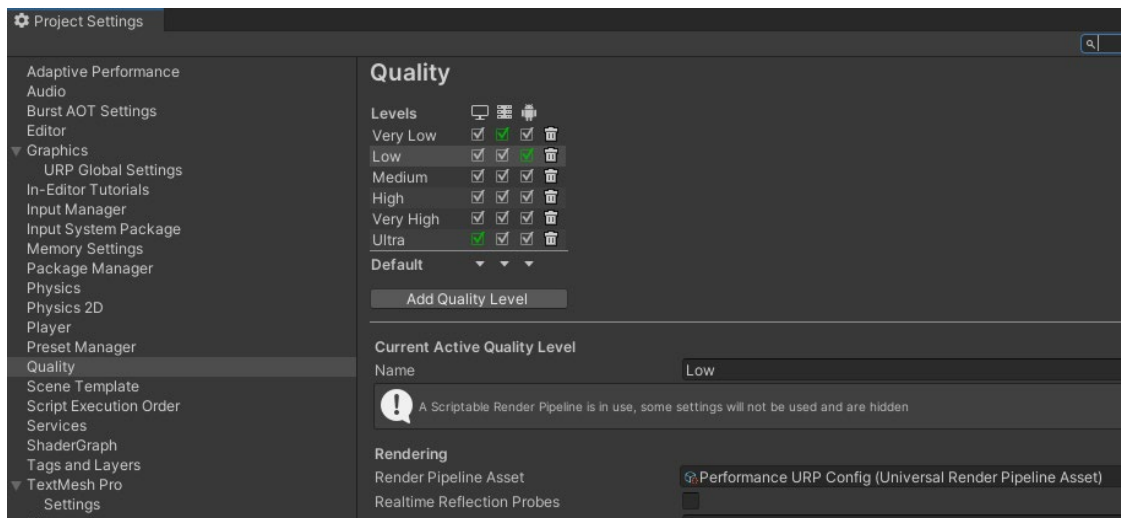 Project Settings
Adaptive Performance
Audio
Burst AOT Settings
Editor
Graphics
URP Global Settings
In-Editor Tutorials
Input Manager
Input System Package
Memory Settings
Package Manager
Physics
Physics 2D
Player
Preset Manager
Quality
Scene Template
Script Execution Order
Services
ShaderGraph
Tags and Layers
TextMesh Pro
Settings
Quality
Levels
Very Low
Low
Medium
High
Very High
Ultra
Default
Add Quality Level
Current Active Quality Level
Name Low
A Scriptable Render Pipeline is in use, some settings will not be used and are hidden
Rendering
Render Pipeline Asset Performance URP Config (Universal Render Pipeline Asset)
Realtime Reflection Probes